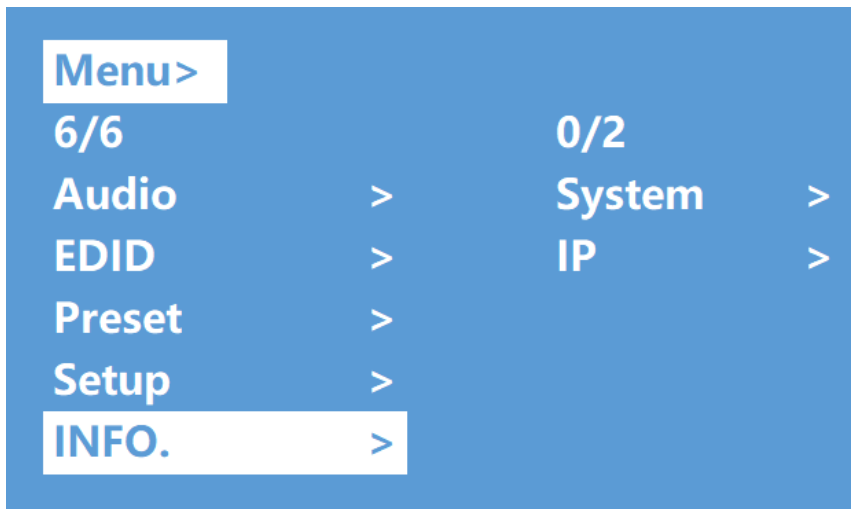 Menu>
6/6 0/2
Audio > System >
EDID > IP >
Preset >
Setup >
INFO. >